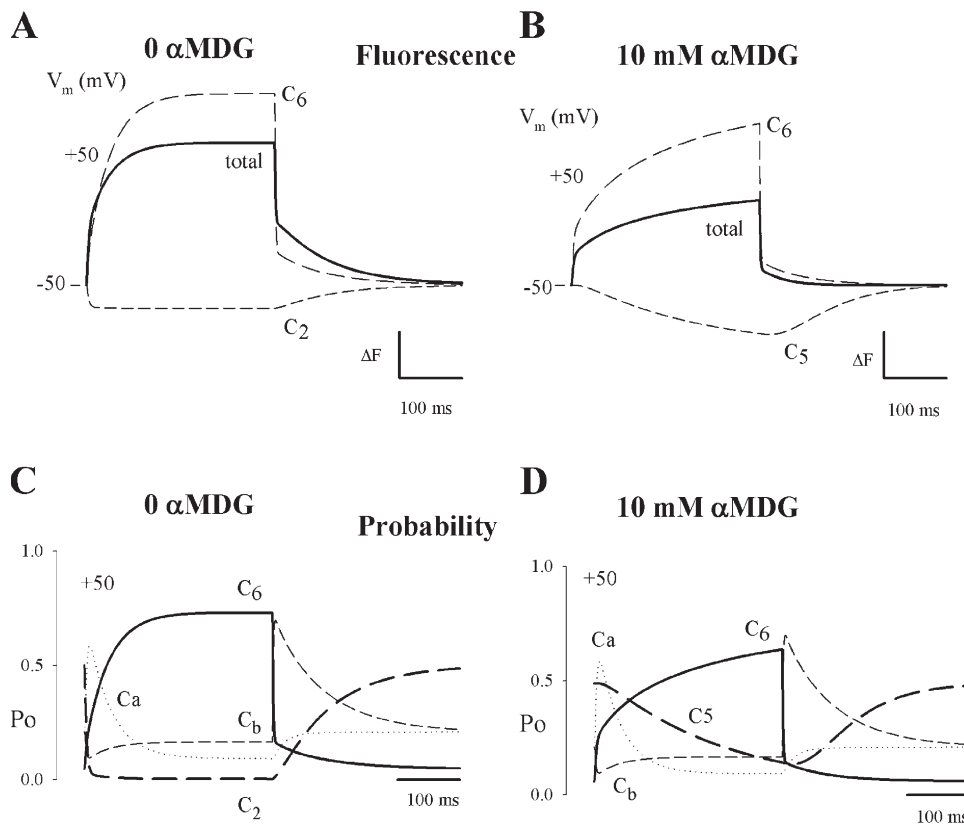 A
B
0 αMDG
Fluorescence
10 mM αMDG
Vm (mV)
C6
+50
total
-50
C2
ΔF
100 ms
Vm (mV)
C6
+50
total
-50
C5
ΔF
100 ms
C
D
0 αMDG
Probability
10 mM αMDG
1.0
+50
C6
0.5
Ca
Po
Cb
0.0
C2
100 ms
1.0
+50
Ca
C6
0.5
C5
Po
0.0
Cb
100 ms